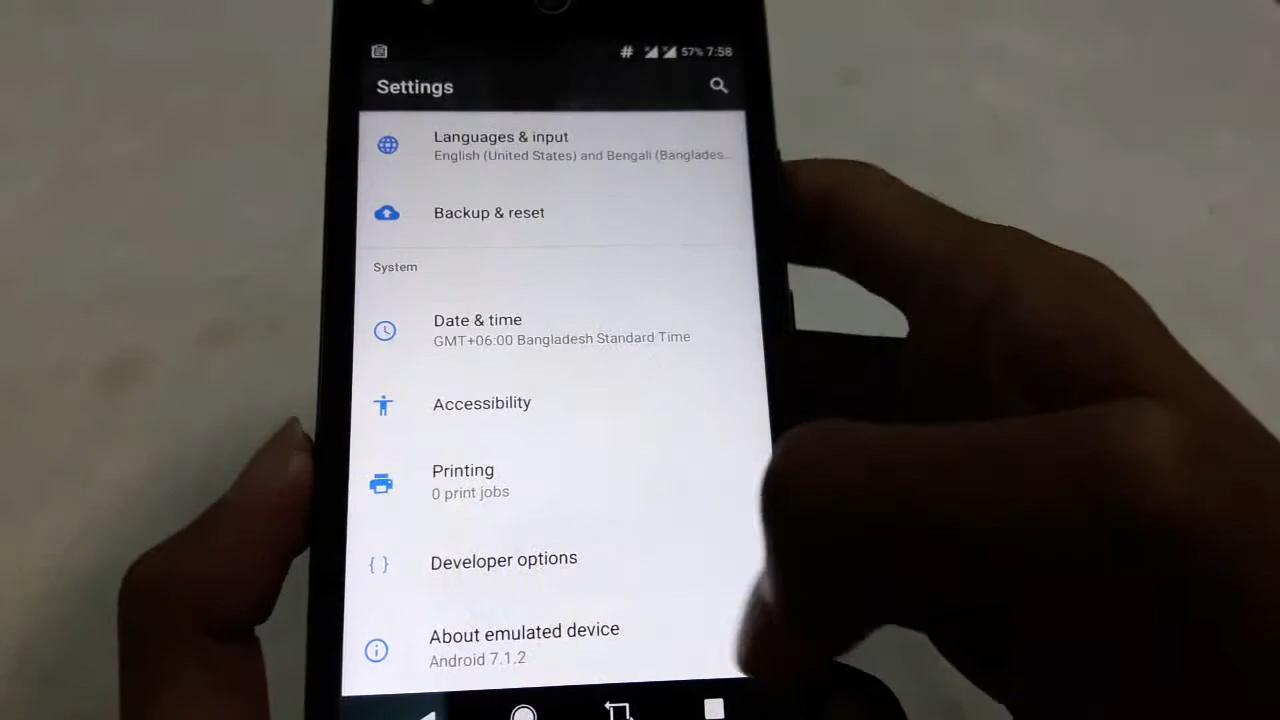 # 57% 7:58
Settings
Languages & input
English (United States) and Bengali (Banglades...
Backup & reset
System
Date & time
GMT+06:00 Bangladesh Standard Time
Accessibility
Printing
0 print jobs
{ } Developer options
About emulated device
Android 7.1.2